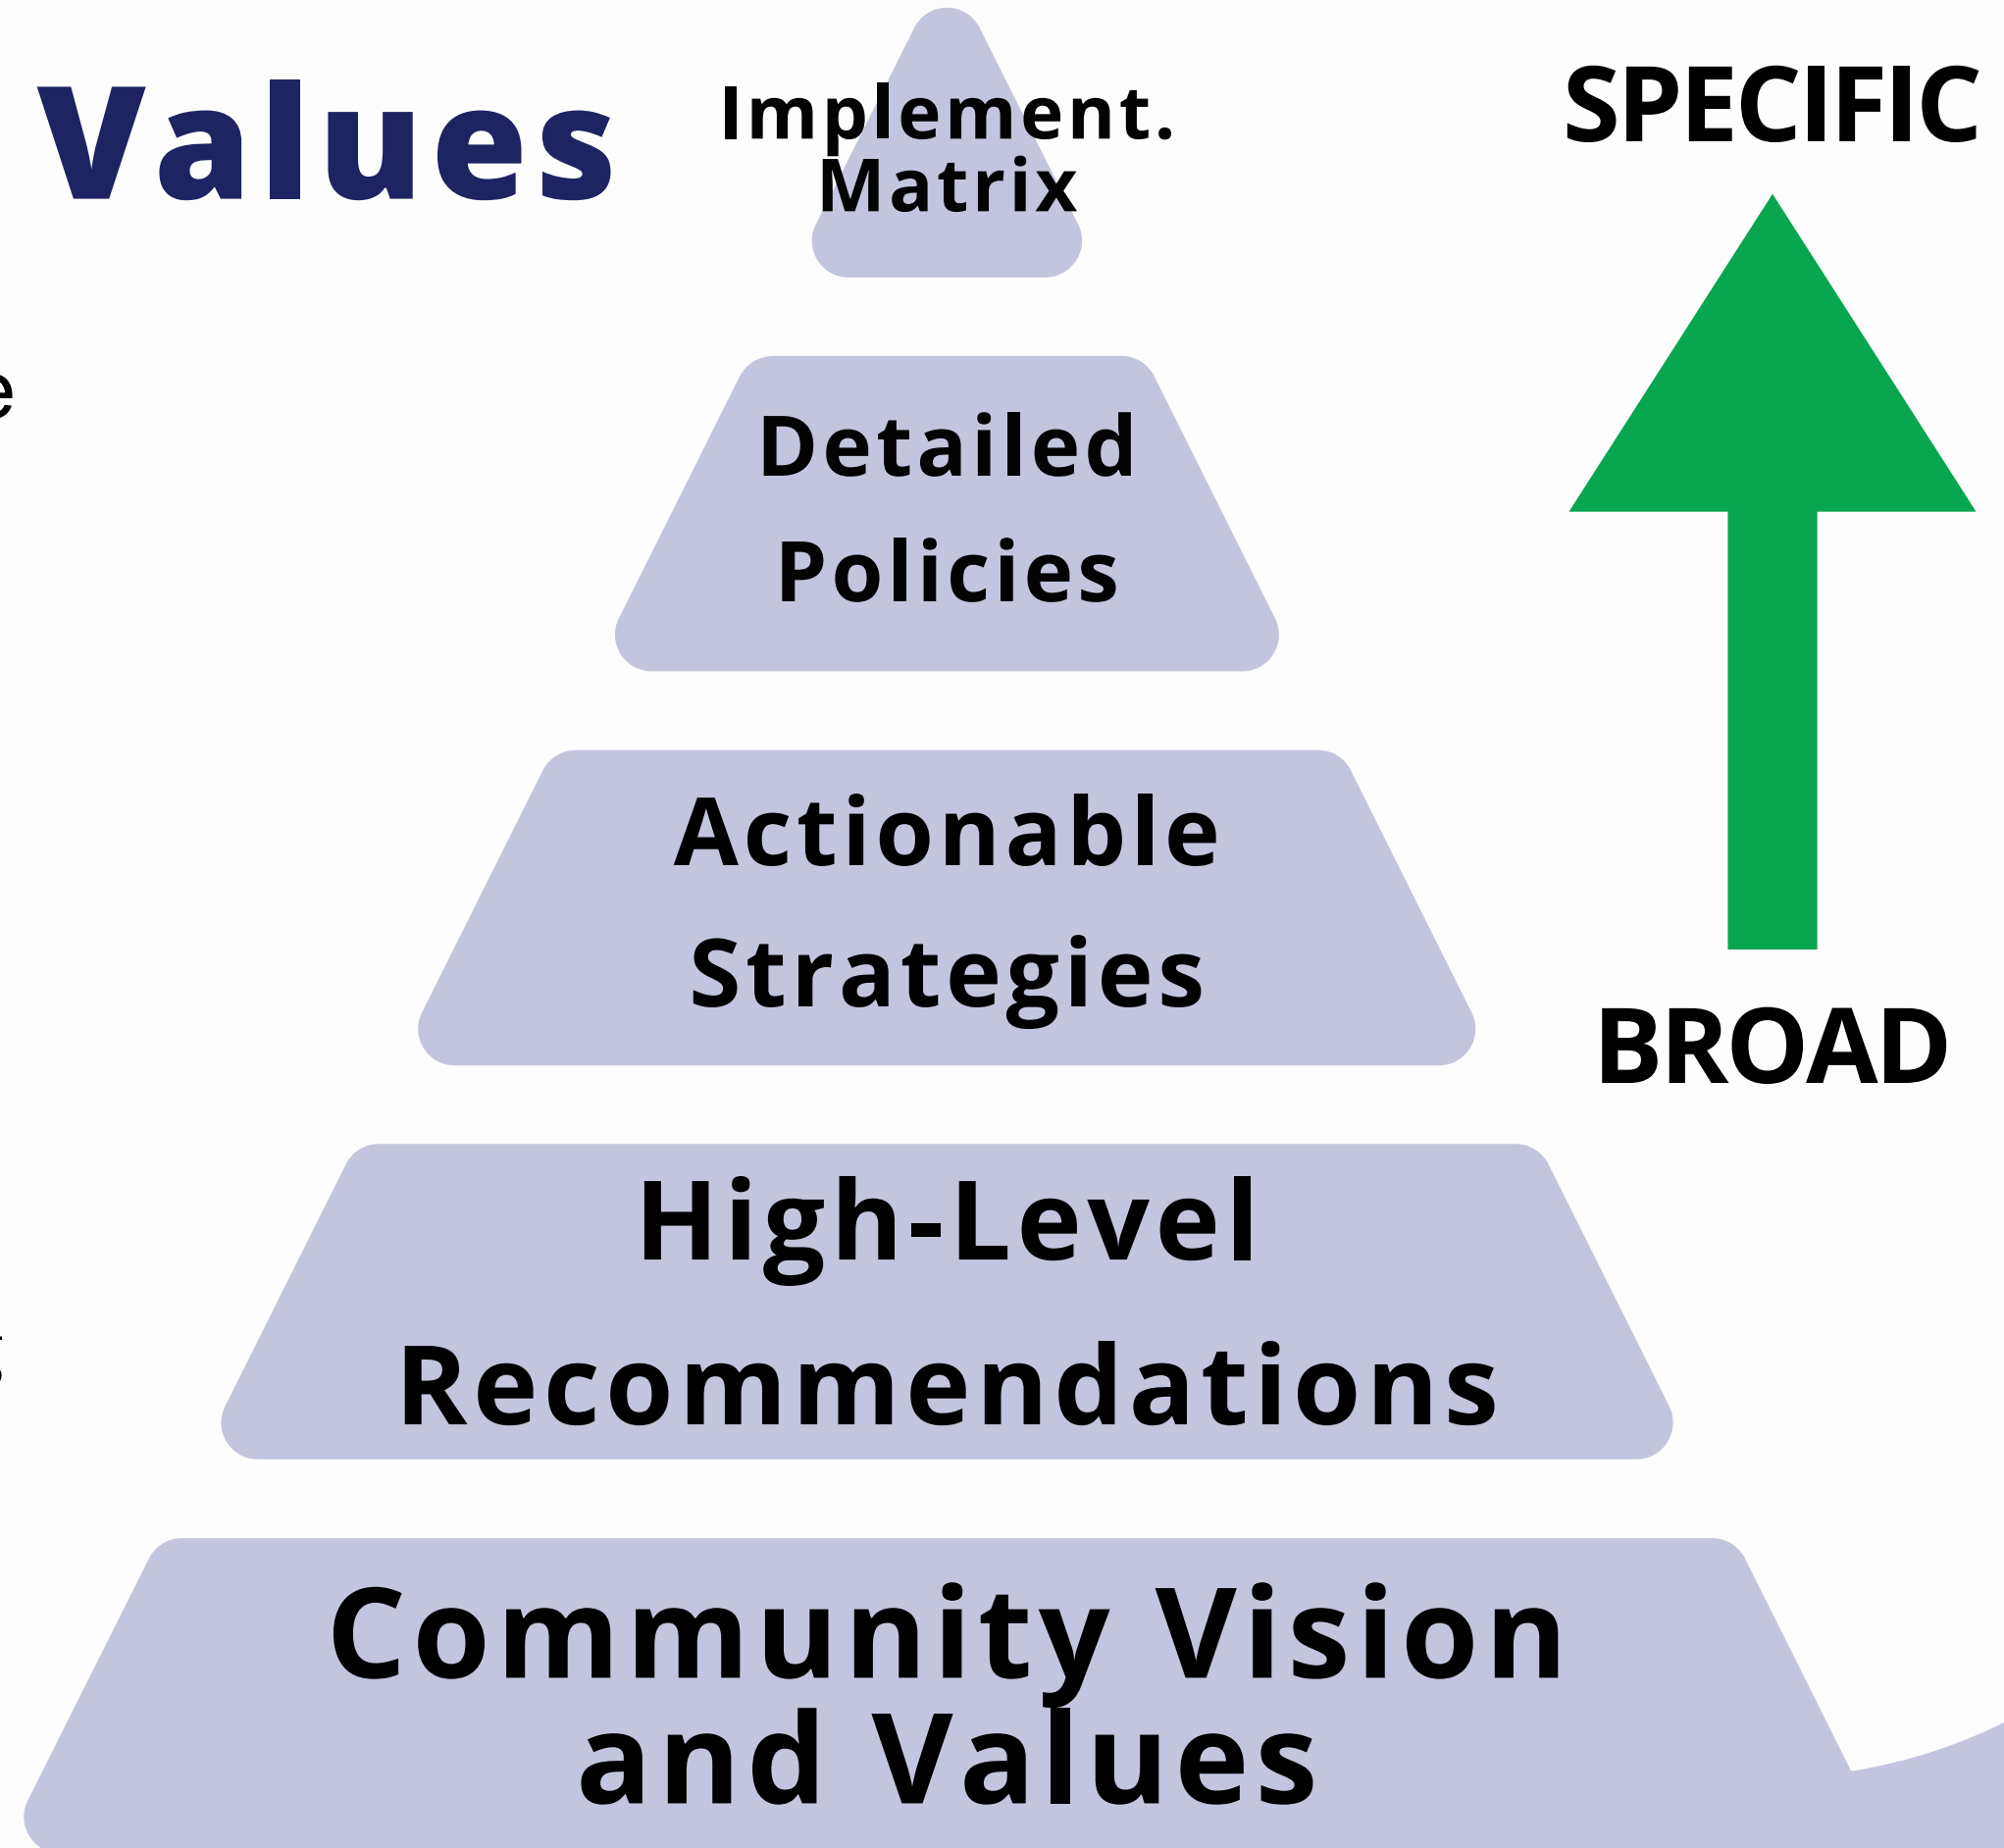 Values
Implement.
Matrix
SPECIFIC
e
Detailed
Policies
Actionable
Strategies
BROAD
High-Level
Recommendations
Community Vision
and Values